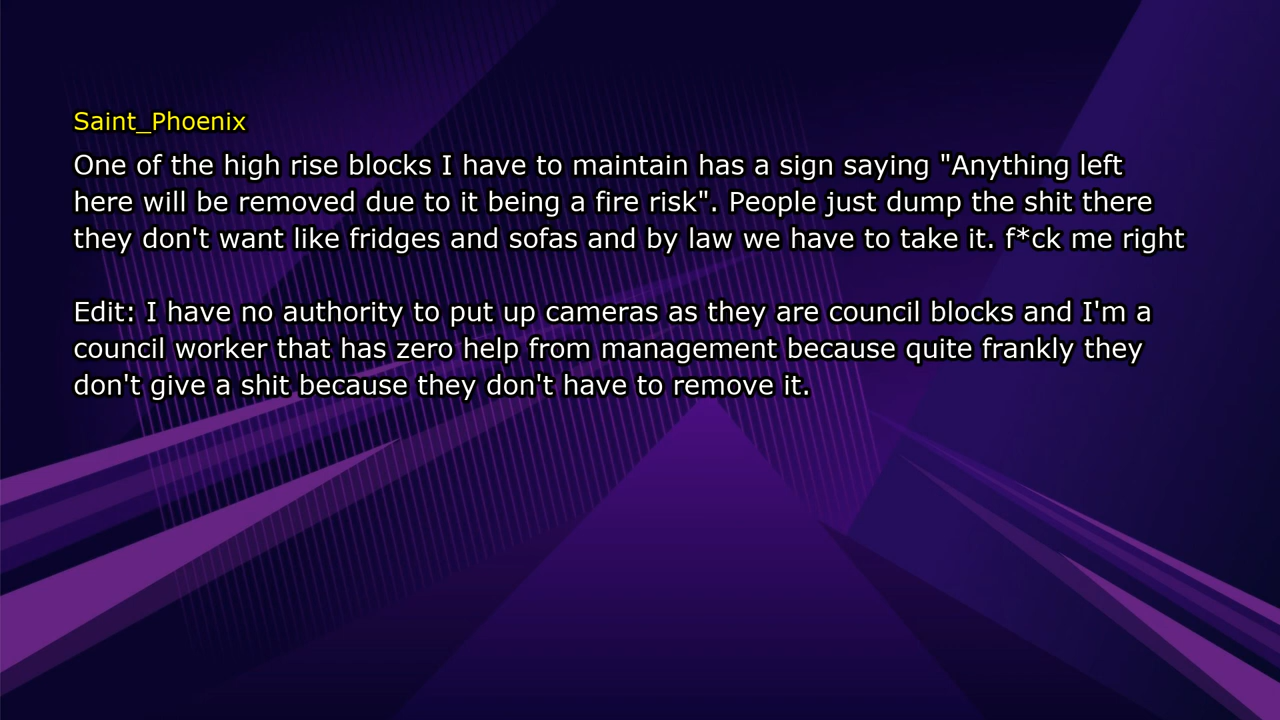 Saint_Phoenix
One of the high rise blocks I have to maintain has a sign saying "Anything left
here will be removed due to it being a fire risk". People just dump the shit there
they don't want like fridges and sofas and by law we have to take it. f*ck me right
Edit: I have no authority to put up cameras as they are council blocks and I'm a
council worker that has zero help from management because quite frankly they
don't give a shit because they don't have to remove it.